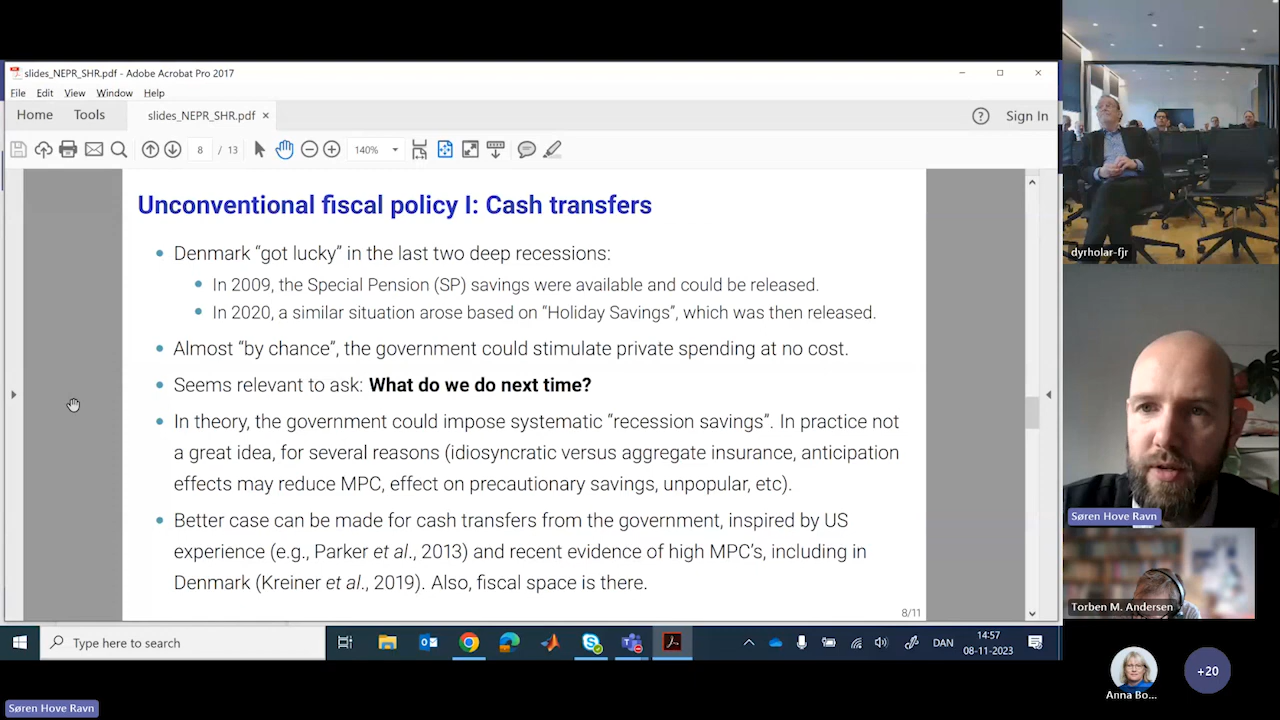 slides_NEPR_SHR.pdf - Adobe Acrobat Pro 2017
File Edit View Window Help
Home Tools slides_NEPR_SHR.pdf × Sign In
8 / 13 140%
Unconventional fiscal policy I: Cash transfers
• Denmark “got lucky” in the last two deep recessions:
• In 2009, the Special Pension (SP) savings were available and could be released.
• In 2020, a similar situation arose based on “Holiday Savings”, which was then released.
• Almost “by chance”, the government could stimulate private spending at no cost.
• Seems relevant to ask: What do we do next time?
• In theory, the government could impose systematic “recession savings”. In practice not
a great idea, for several reasons (idiosyncratic versus aggregate insurance, anticipation
effects may reduce MPC, effect on precautionary savings, unpopular, etc).
• Better case can be made for cash transfers from the government, inspired by US
experience (e.g., Parker et al., 2013) and recent evidence of high MPC’s, including in
Denmark (Kreiner et al., 2019). Also, fiscal space is there.
8/11
Type here to search
DAN
14:57
08-11-2023
dyrholar-fjr
Søren Hove Ravn
Torben M. Andersen
Anna Bo...
+20
Søren Hove Ravn